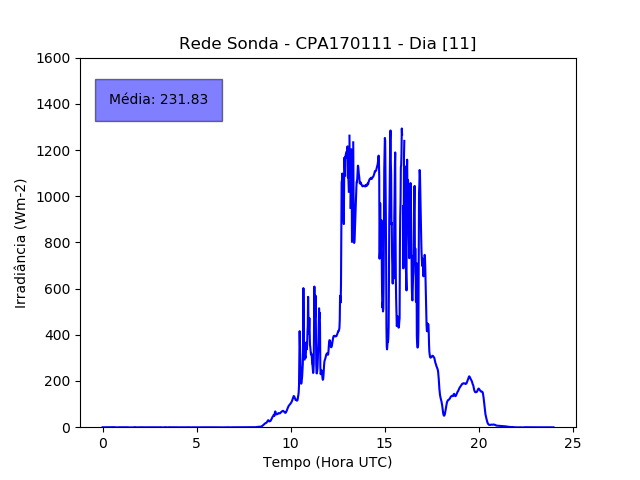 Rede Sonda - CPA170111 - Dia [11]
1600
1400
1200
1000
800
600
400
200
0
Irradiância (Wm-2)
Média: 231.83
0 5 10 15 20 25
Tempo (Hora UTC)